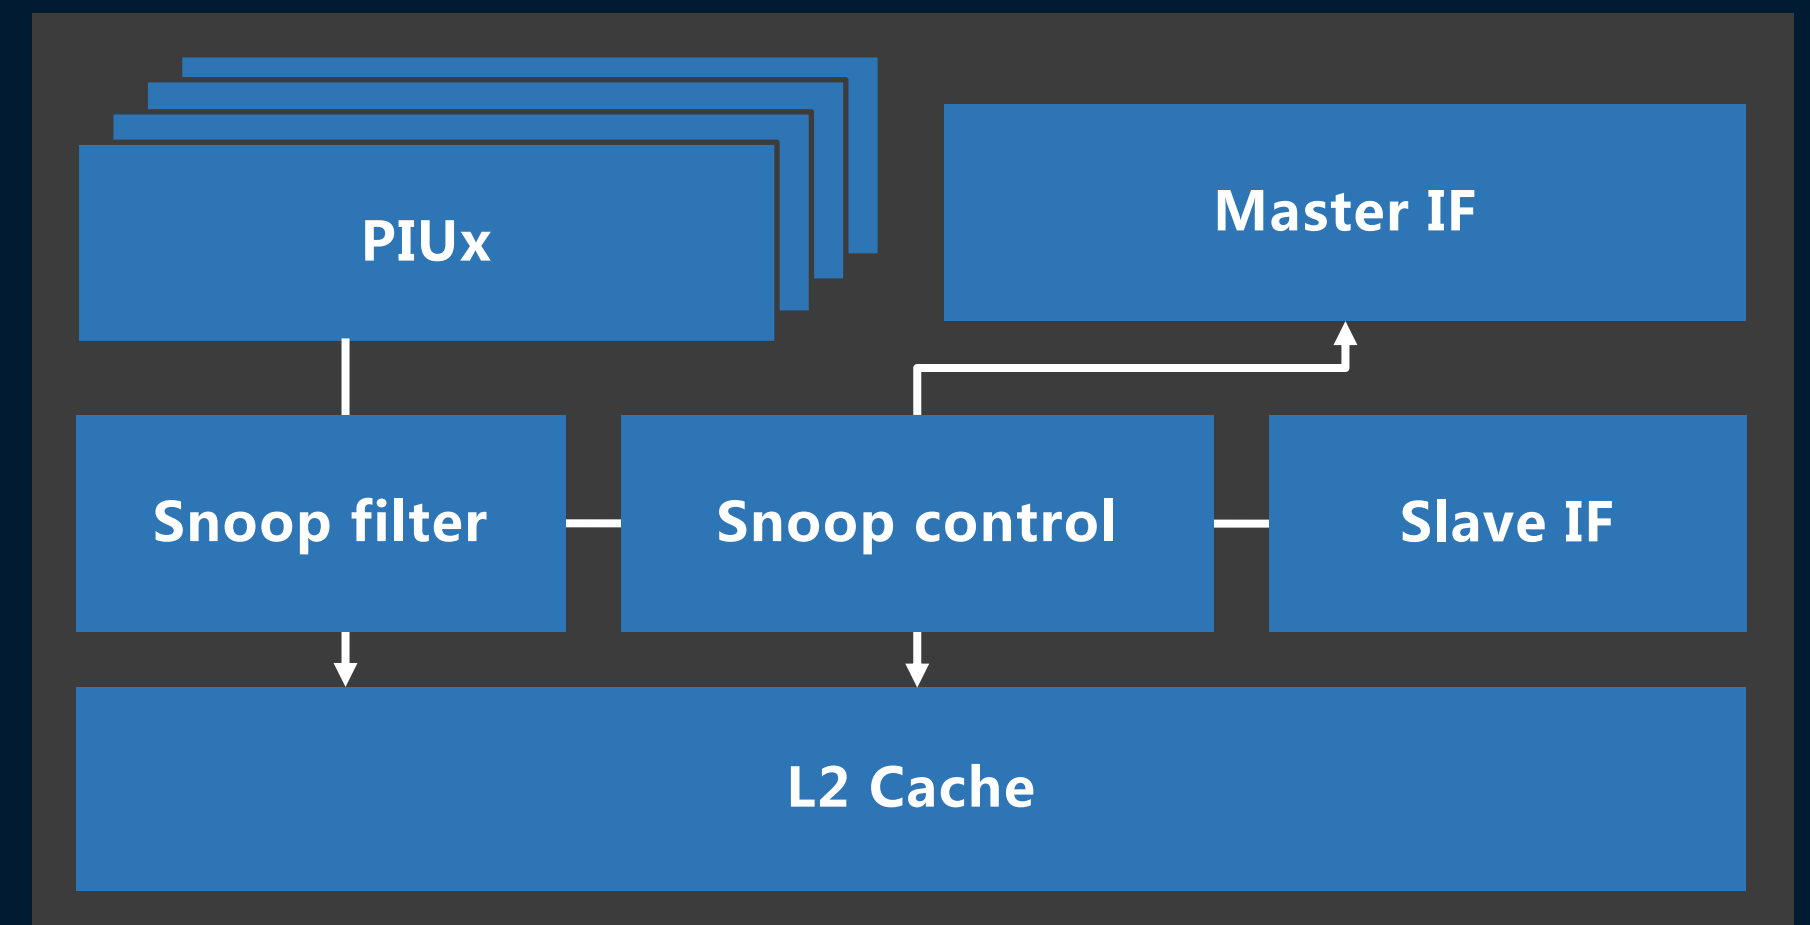 PIUx
Master IF
Snoop filter
Snoop control
Slave IF
L2 Cache